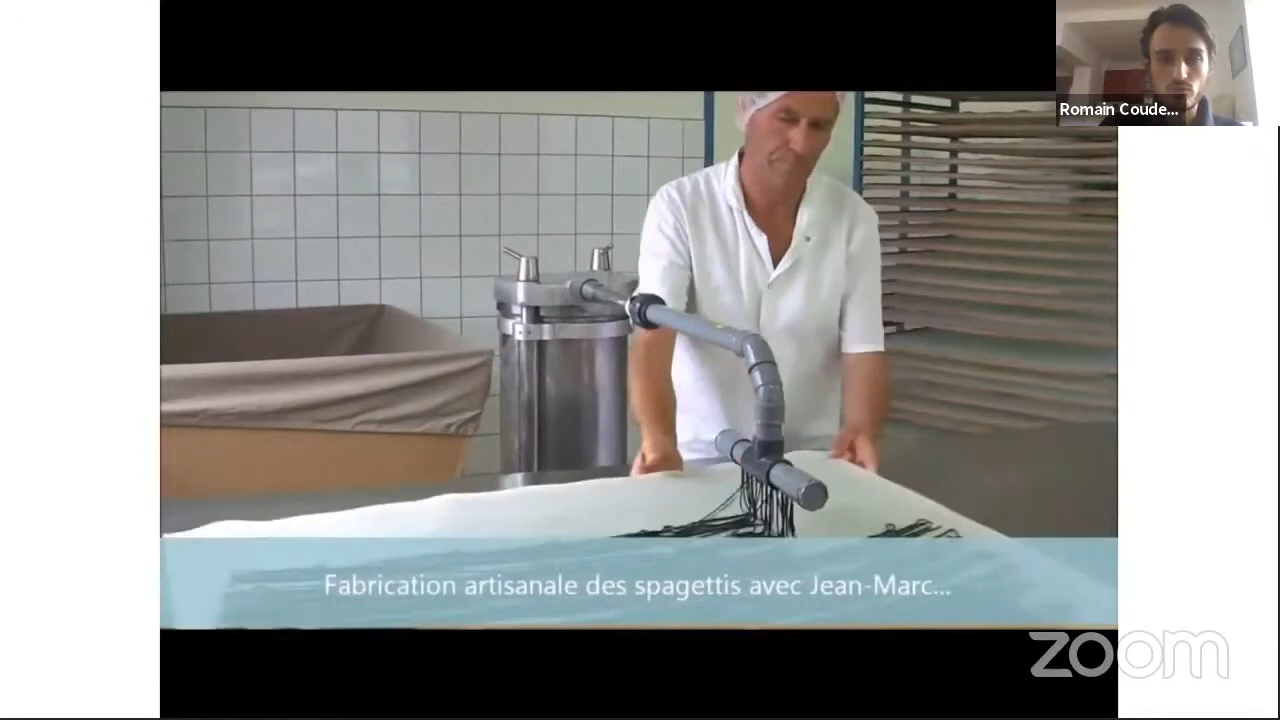 Romain Coude...
Fabrication artisanale des spagettis avec Jean-Marc...
zoom